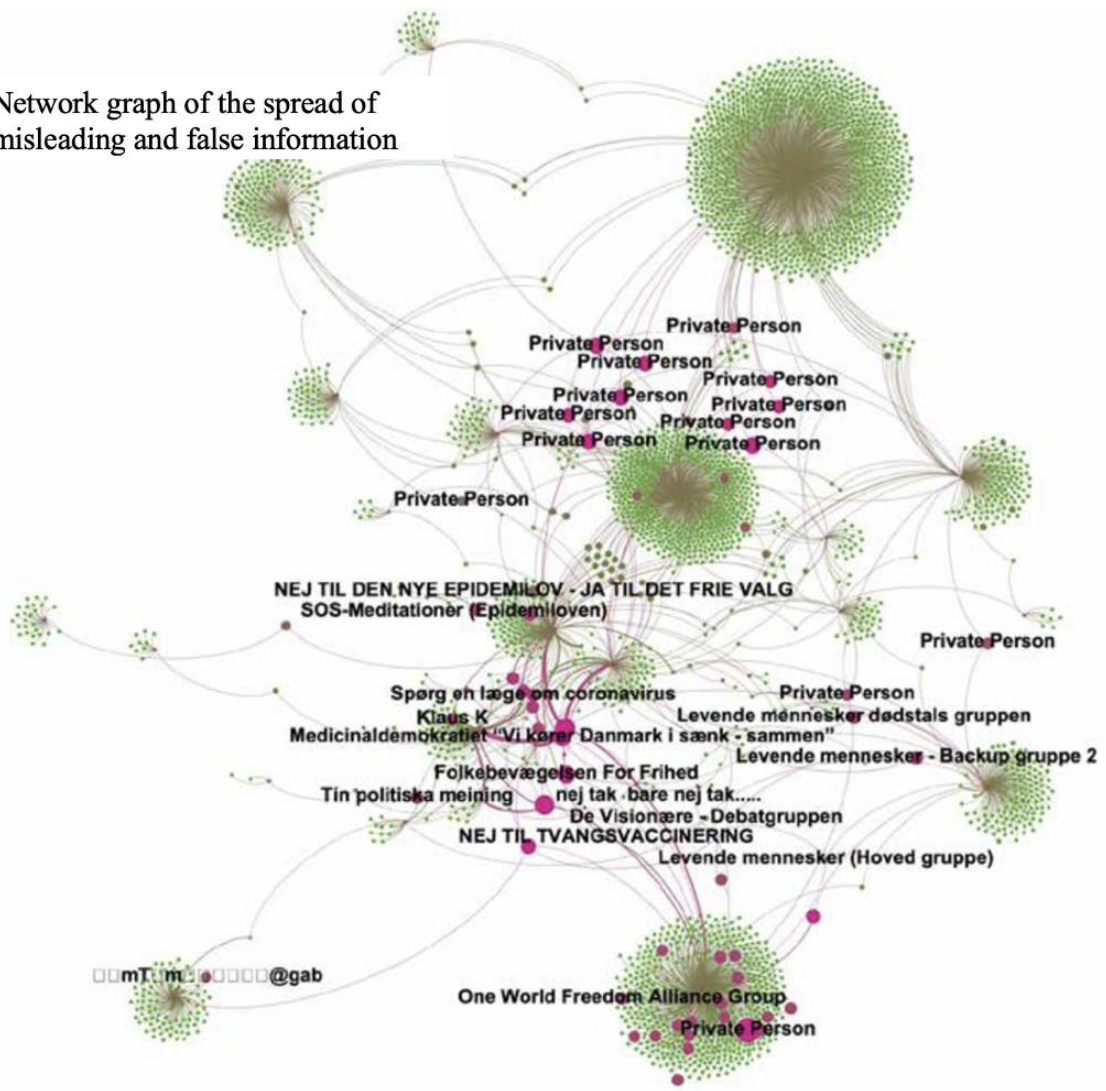 Network graph of the spread of
misleading and false information
Private Person
Private Person
Private Person
Private Person
Private Person
Private Person
Private Person
Private Person
Private Person
Private Person
Private Person
NEJ TIL DEN NYE EPIDEMILOV - JA TIL DET FRIE VALG
SOS-Meditationer (Epidemiloven)
Private Person
Spørg en læge om coronavirus
Private Person
Klaus K
Levende mennesker dødstals gruppen
Medicinaldemokratiet "Vi kører Danmark i sænk - sammen"
Levende mennesker - Backup gruppe 2
Folkebevægelsen For Frihed
Tin politiska meining
nej tak bare nej tak.....
De Visionære - Debatgruppen
NEJ TIL TVANGSVACCINERING
Levende mennesker (Hoved gruppe)
@gab
One World Freedom Alliance Group
Private Person